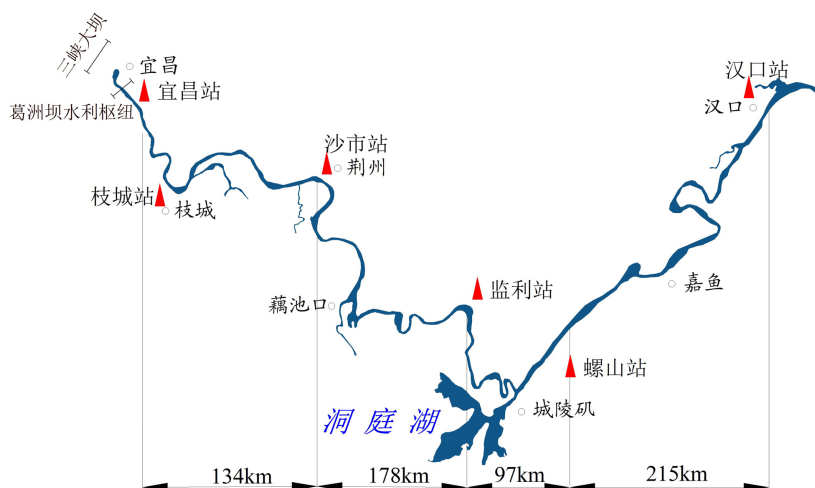 三峡大坝
宜昌
宜昌站
葛洲坝水利枢纽
汉口站
汉口
沙市站
荆州
枝城站
枝城
藕池口
监利站
嘉鱼
螺山站
洞庭湖
城陵矶
134km
178km
97km
215km